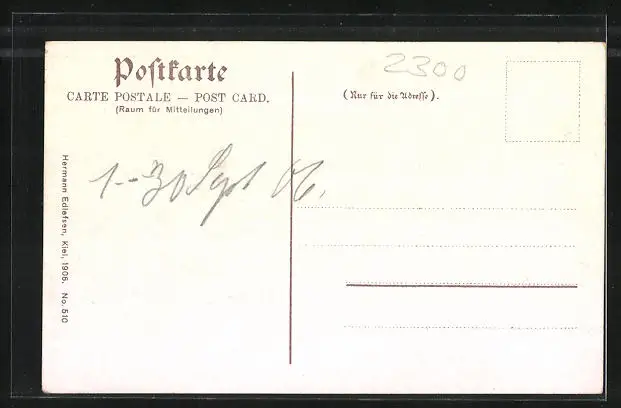 Postkarte
CARTE POSTALE — POST CARD.
(Raum für Mitteilungen)
2300
(Nur für die Adresse).
1--30 Sept 06.
Hermann Edlefsen, Kiel, 1906. No. 510